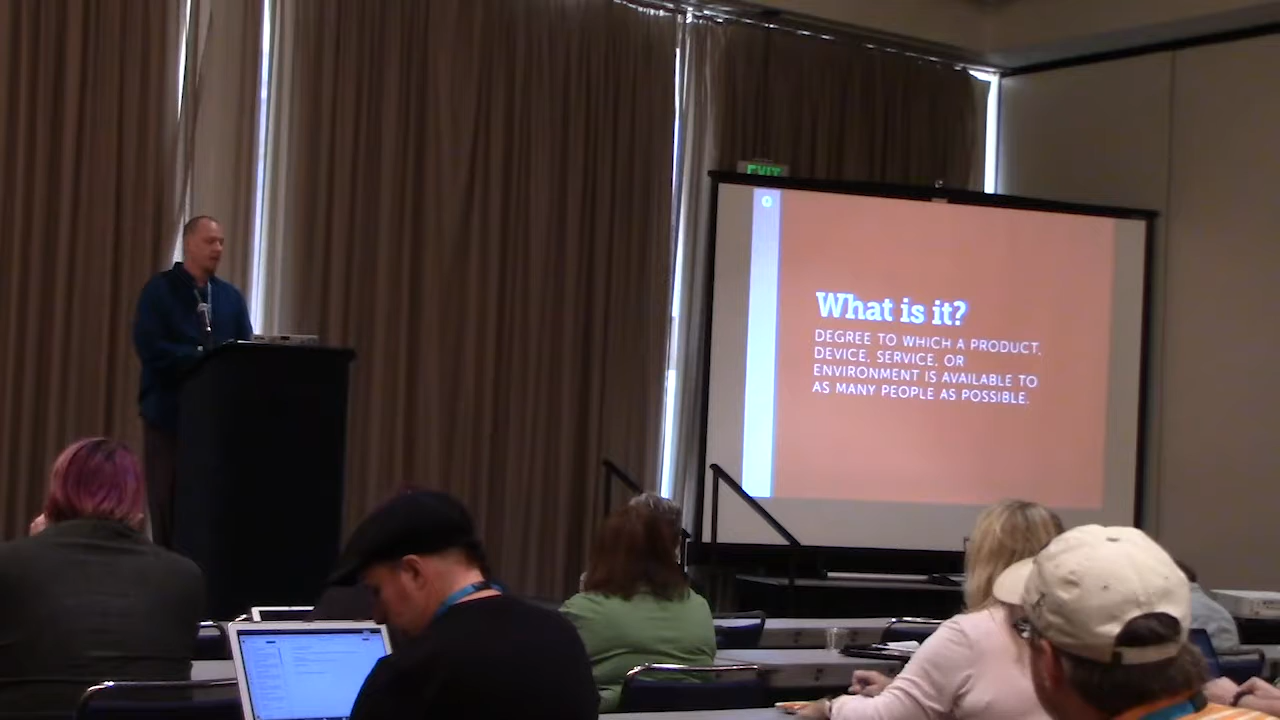 EXIT
What is it?
DEGREE TO WHICH A PRODUCT,
DEVICE, SERVICE, OR
ENVIRONMENT IS AVAILABLE TO
AS MANY PEOPLE AS POSSIBLE.